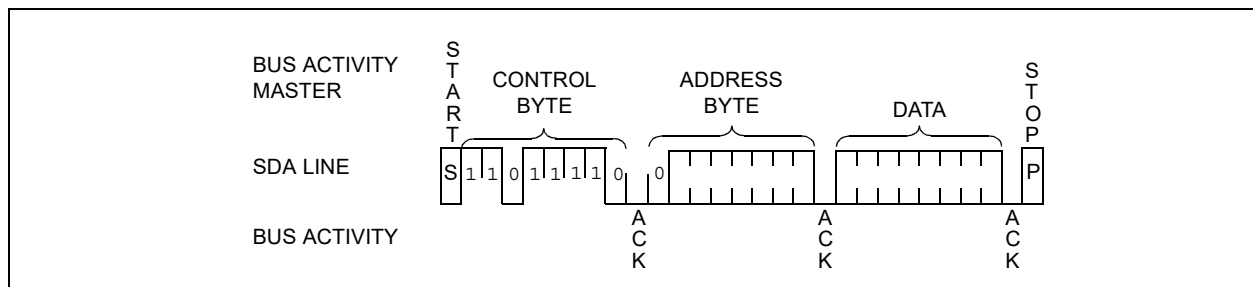 BUS ACTIVITY
MASTER
START
CONTROL
BYTE
ADDRESS
BYTE
DATA
STOP
SDA LINE
S 1 1 0 1 1 1 1 0 0 P
BUS ACTIVITY
ACK
ACK
ACK